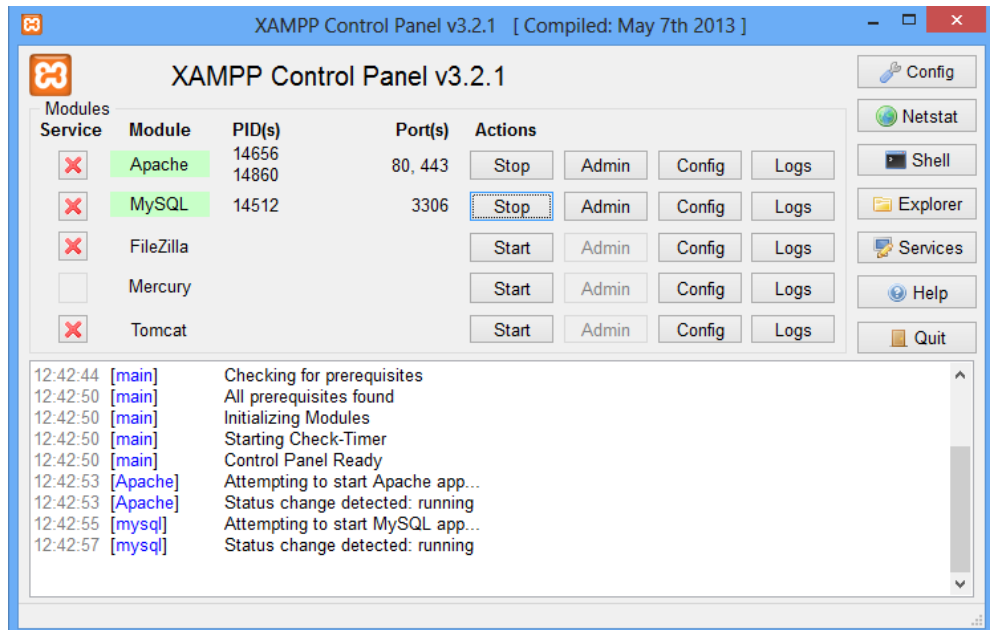 XAMPP Control Panel v3.2.1 [ Compiled: May 7th 2013 ]
XAMPP Control Panel v3.2.1
Config
Modules
Netstat
Service Module PID(s) Port(s) Actions
Apache 14656 14860 80, 443 Stop Admin Config Logs
Shell
MySQL 14512 3306 Stop Admin Config Logs
Explorer
FileZilla Start Admin Config Logs
Services
Mercury Start Admin Config Logs
Help
Tomcat Start Admin Config Logs
Quit
12:42:44 [main] Checking for prerequisites
12:42:50 [main] All prerequisites found
12:42:50 [main] Initializing Modules
12:42:50 [main] Starting Check-Timer
12:42:50 [main] Control Panel Ready
12:42:53 [Apache] Attempting to start Apache app...
12:42:53 [Apache] Status change detected: running
12:42:55 [mysql] Attempting to start MySQL app...
12:42:57 [mysql] Status change detected: running